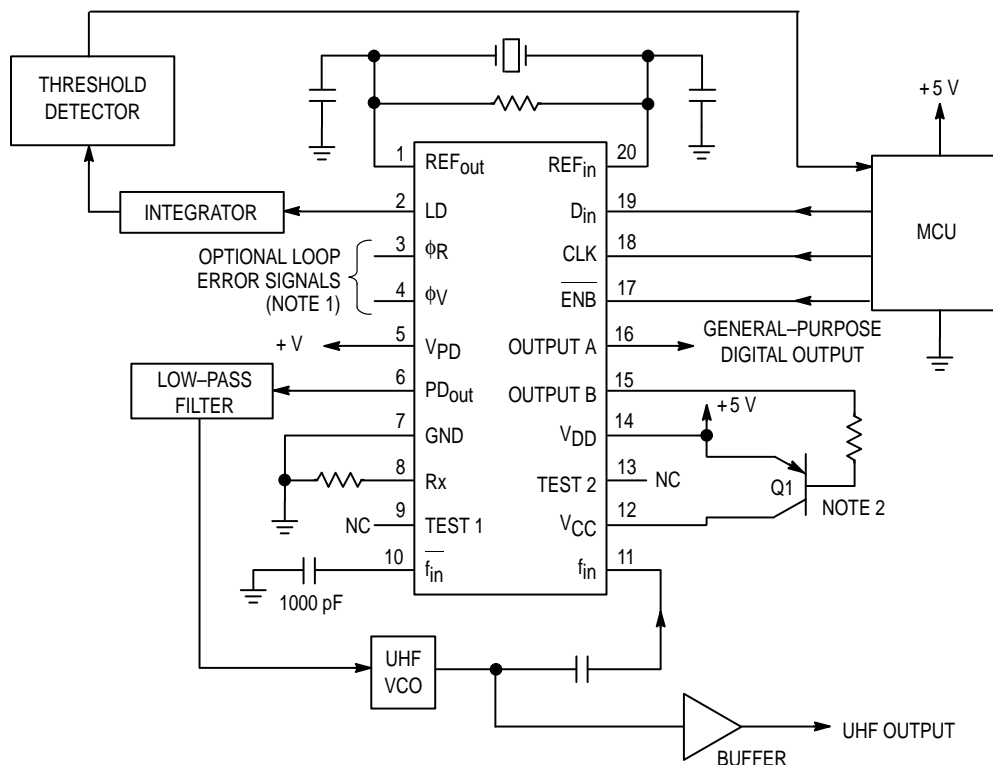 THRESHOLD
DETECTOR
+ 5 V
1
REFout
REFin
20
INTEGRATOR
2
LD
Din
19
MCU
OPTIONAL LOOP
ERROR SIGNALS
(NOTE 1)
3
ϕR
CLK
18
4
ϕV
ENB
17
+ V
5
VPD
OUTPUT A
16
GENERAL–PURPOSE
DIGITAL OUTPUT
LOW–PASS
FILTER
6
PDout
OUTPUT B
15
+ 5 V
7
GND
VDD
14
8
Rx
TEST 2
13
NC
Q1
NOTE 2
NC
9
TEST 1
VCC
12
10
fin
fin
11
1000 pF
UHF
VCO
BUFFER
UHF OUTPUT